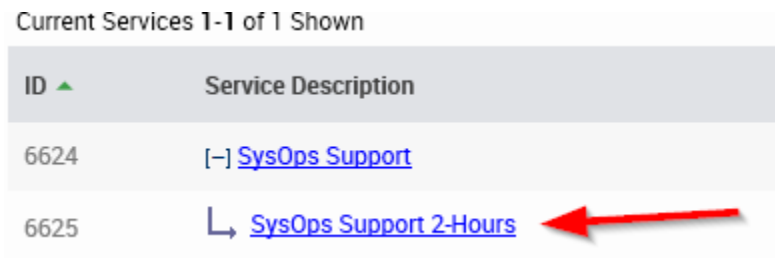 Current Services 1-1 of 1 Shown
ID Service Description
6624 [–] SysOps Support
6625 SysOps Support 2-Hours